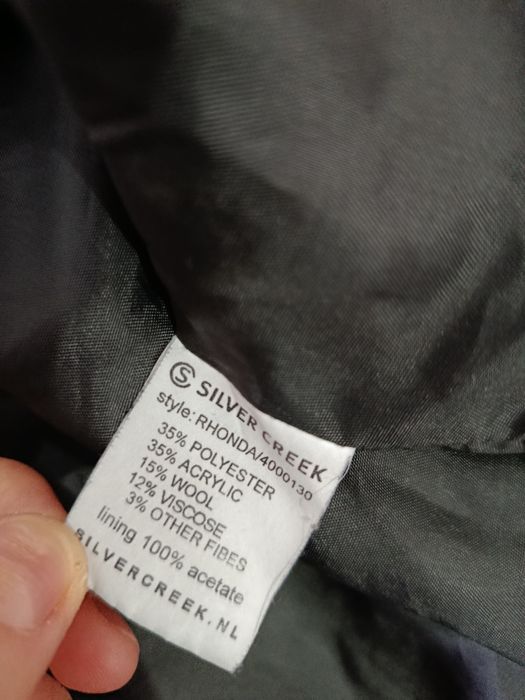 SILVER CREEK
style: RHONDA/4000130
35% POLYESTER
35% ACRYLIC
15% WOOL
12% VISCOSE
3% OTHER FIBES
lining 100% acetate
SILVERCREEK.NL